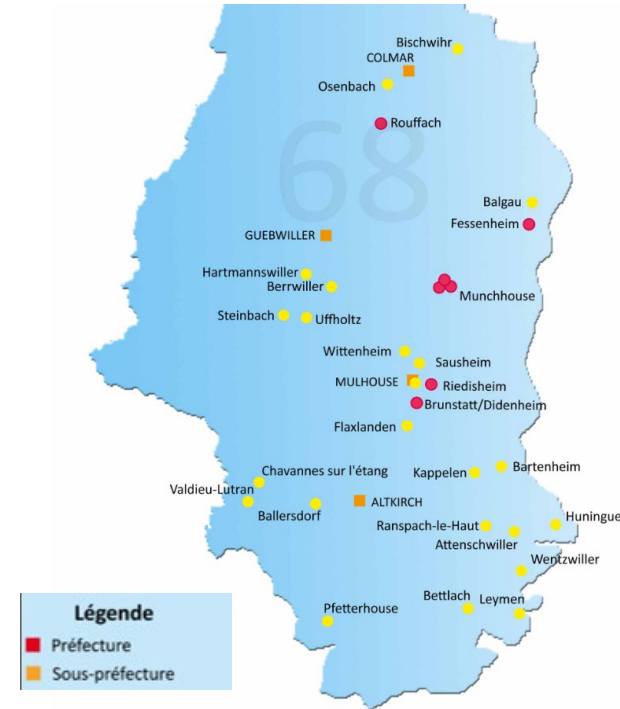 Bischwihr
COLMAR
Osenbach
Rouffach
68
Balgau
Fessenheim
GUEBWILLER
Hartmannswiller
Berrwiller
Munchhouse
Steinbach
Uffholtz
Wittenheim
Sausheim
MULHOUSE
Riedisheim
Brunstatt/Didenheim
Flaxlanden
Bartenheim
Chavannes sur l'étang
Kappelen
Valdieu-Lutran
ALTKIRCH
Ballersdorf
Huningue
Ranspach-le-Haut
Attenschwiller
Wentzwiller
Bettlach
Leymen
Pfetterhouse
Légende
Préfecture
Sous-préfecture